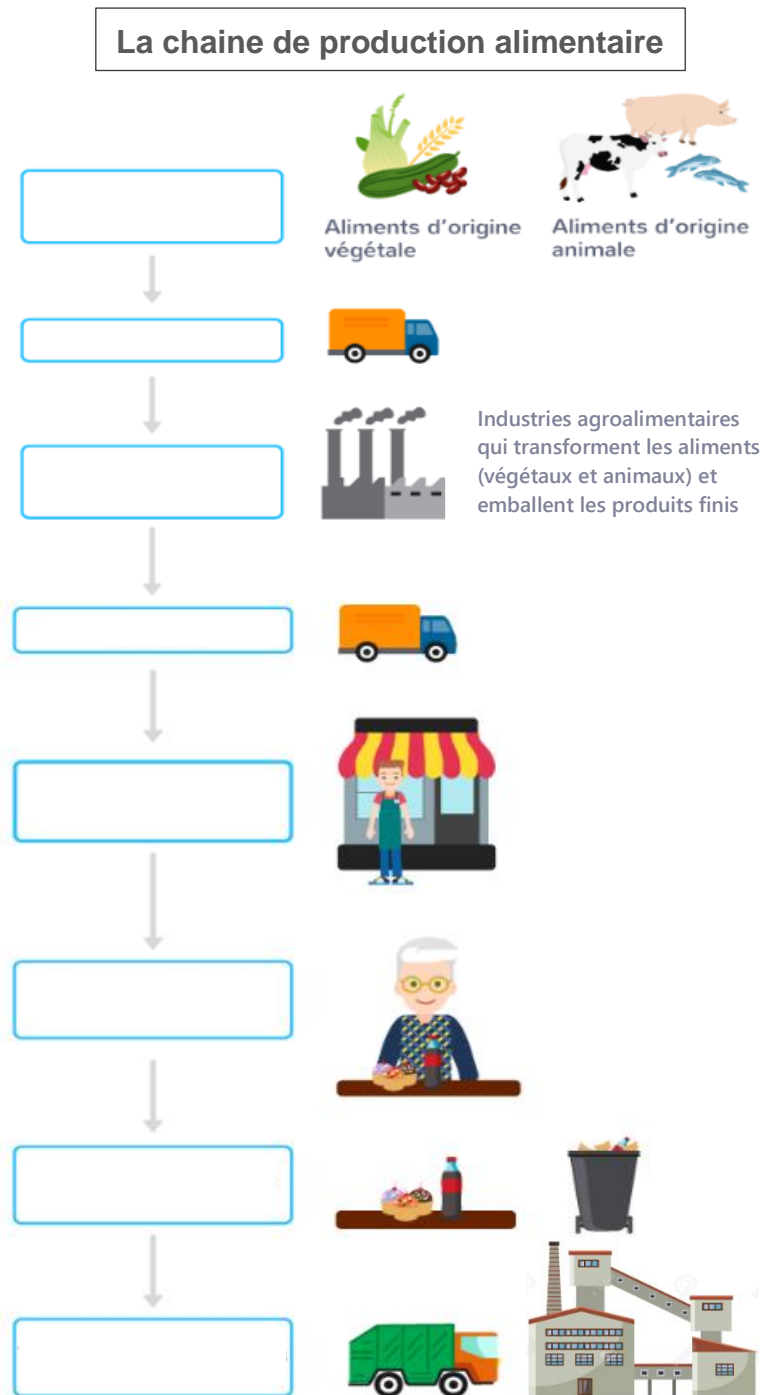 La chaine de production alimentaire
Aliments d'origine
végétale
Aliments d'origine
animale
Industries agroalimentaires
qui transforment les aliments
(végétaux et animaux) et
emballent les produits finis